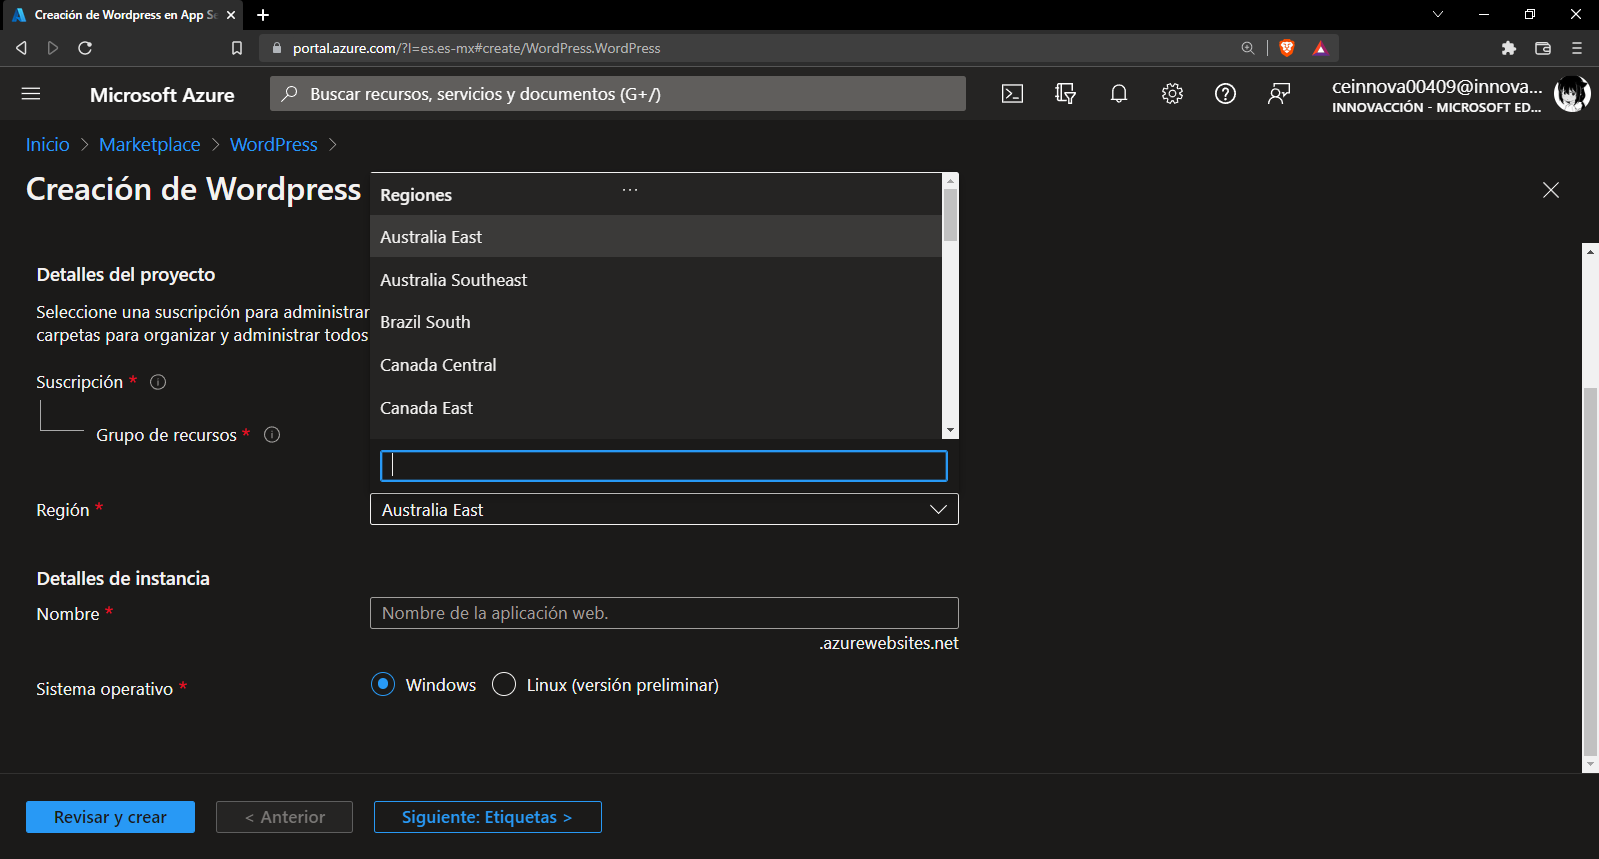 Creación de Wordpress en App Se
portal.azure.com/?l=es.es-mx#create/WordPress.WordPress
Microsoft Azure
Buscar recursos, servicios y documentos (G+/)
ceinnova00409@innova...
INNOVACCIÓN - MICROSOFT ED...
Inicio > Marketplace > WordPress >
Creación de Wordpress
...
Regiones
Australia East
Australia Southeast
Brazil South
Canada Central
Canada East
Detalles del proyecto
Seleccione una suscripción para administrar
carpetas para organizar y administrar todos
Suscripción *
Grupo de recursos *
Región *
Australia East
Detalles de instancia
Nombre *
Nombre de la aplicación web.
.azurewebsites.net
Sistema operativo *
Windows
Linux (versión preliminar)
Revisar y crear
< Anterior
Siguiente: Etiquetas >